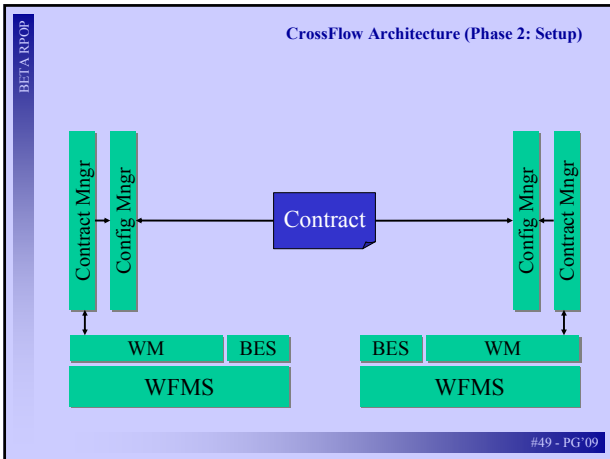 BETA RPOP
CrossFlow Architecture (Phase 2: Setup)
Contract Mngr
Config Mngr
Contract
Config Mngr
Contract Mngr
WM
BES
BES
WM
WFMS
WFMS
#49 - PG'09